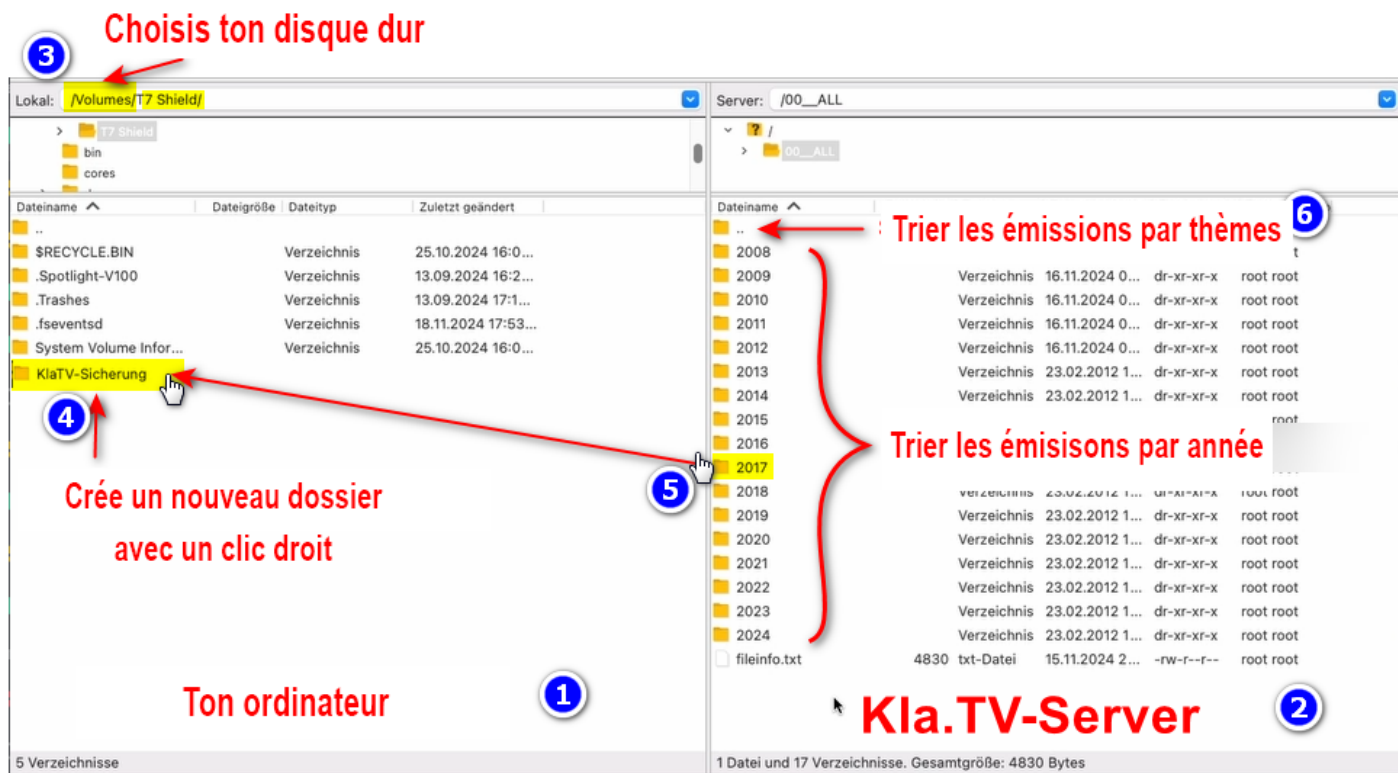 Choisis ton disque dur
3
Lokal: /Volumes/T7 Shield/
Server: /00__ALL
T7 Shield
bin
cores
? /
00__ALL
Dateiname Dateigröße Dateityp Zuletzt geändert
Dateiname
6
..
$RECYCLE.BIN Verzeichnis 25.10.2024 16:0...
.Spotlight-V100 Verzeichnis 13.09.2024 16:2...
.Trashes Verzeichnis 13.09.2024 17:1...
.fseventsd Verzeichnis 18.11.2024 17:53...
System Volume Infor... Verzeichnis 25.10.2024 16:0...
KlaTV-Sicherung
4
Crée un nouveau dossier
avec un clic droit
Ton ordinateur
1
5 Verzeichnisse
.. Trier les émissions par thèmes
2008
2009 Verzeichnis 16.11.2024 0... dr-xr-xr-x root root
2010 Verzeichnis 16.11.2024 0... dr-xr-xr-x root root
2011 Verzeichnis 16.11.2024 0... dr-xr-xr-x root root
2012 Verzeichnis 16.11.2024 0... dr-xr-xr-x root root
2013 Verzeichnis 23.02.2012 1... dr-xr-xr-x root root
2014 Verzeichnis 23.02.2012 1... dr-xr-xr-x root root
2015 root
2016
Trier les émisisons par année
2017
5
2018 Verzeichnis 23.02.2012 1... dr-xr-xr-x root root
2019 Verzeichnis 23.02.2012 1... dr-xr-xr-x root root
2020 Verzeichnis 23.02.2012 1... dr-xr-xr-x root root
2021 Verzeichnis 23.02.2012 1... dr-xr-xr-x root root
2022 Verzeichnis 23.02.2012 1... dr-xr-xr-x root root
2023 Verzeichnis 23.02.2012 1... dr-xr-xr-x root root
2024 Verzeichnis 23.02.2012 1... dr-xr-xr-x root root
fileinfo.txt 4830 txt-Datei 15.11.2024 2... -rw-r--r-- root root
Kla.TV-Server
2
1 Datei und 17 Verzeichnisse. Gesamtgröße: 4830 Bytes